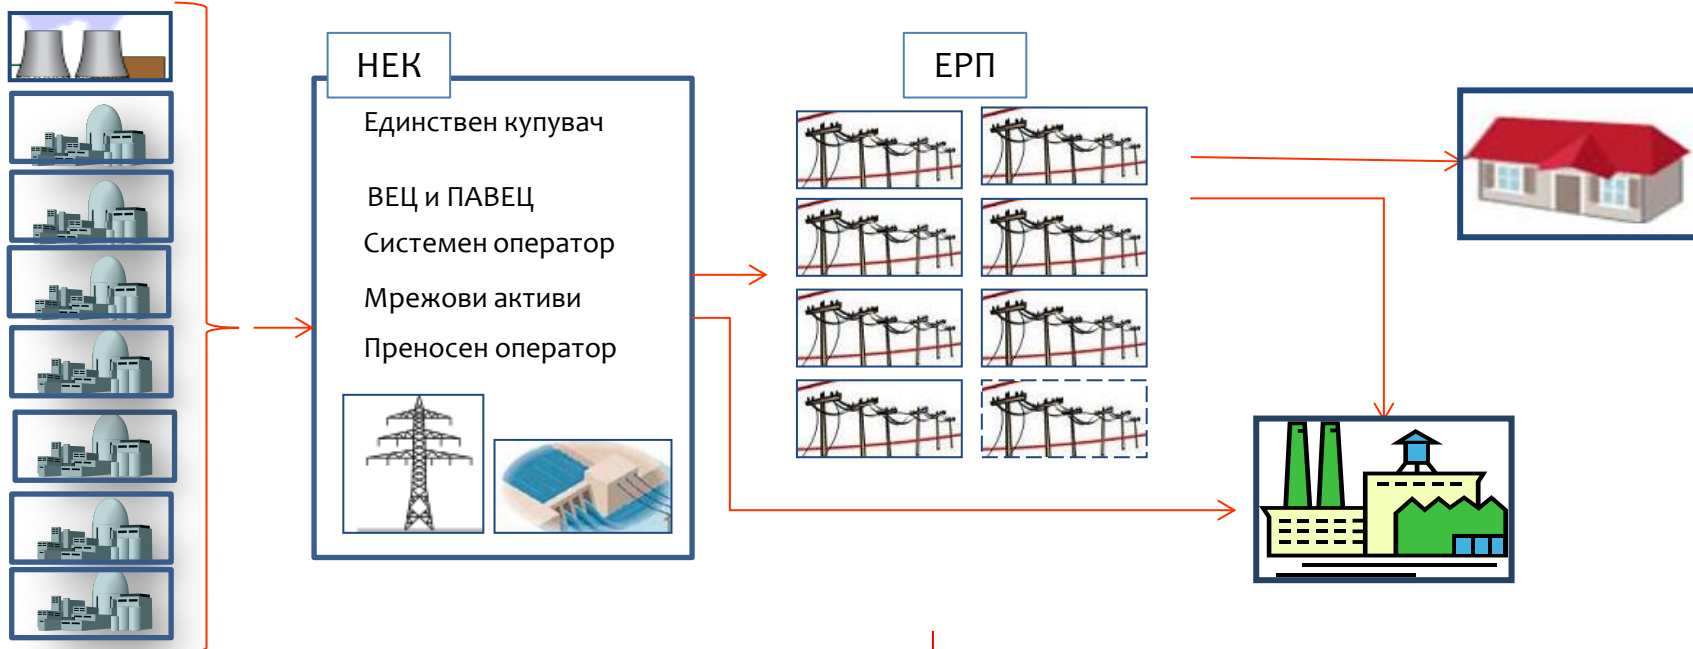 НЕК
Единствен купувач
ВЕЦ и ПАВЕЦ
Системен оператор
Мрежови активи
Преносен оператор
ЕРП